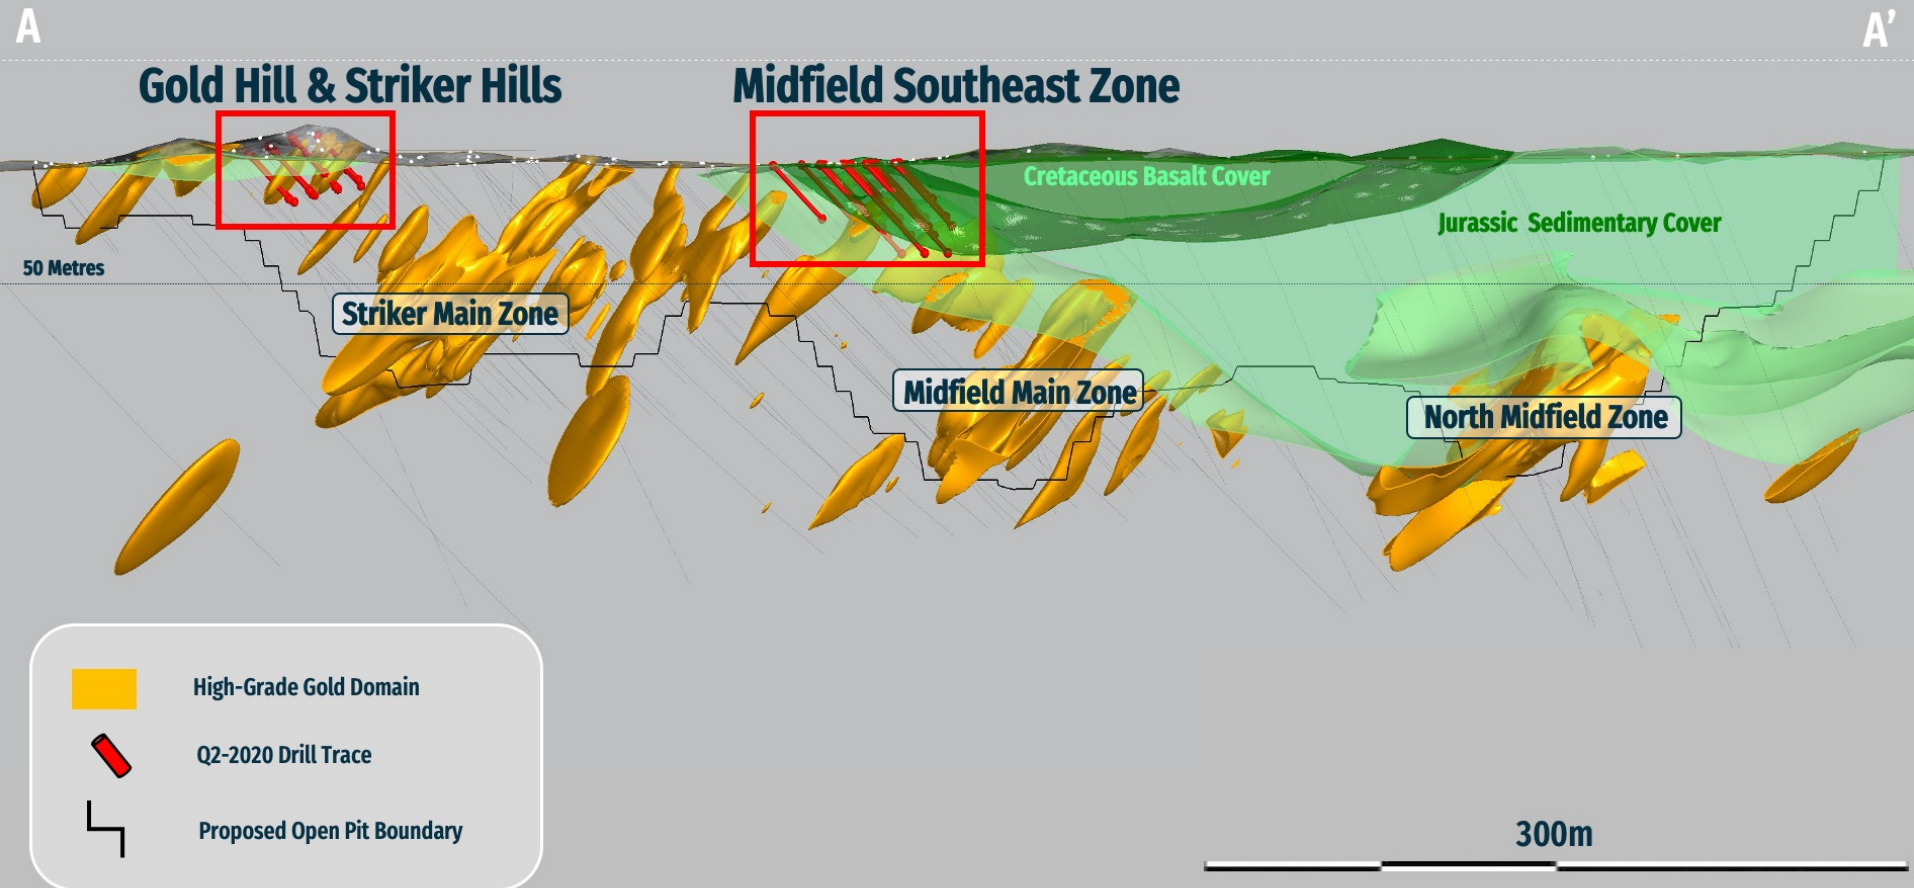 A
A’
Gold Hill & Striker Hills
Midfield Southeast Zone
Cretaceous Basalt Cover
Jurassic Sedimentary Cover
50 Metres
Striker Main Zone
Midfield Main Zone
North Midfield Zone
High-Grade Gold Domain
Q2-2020 Drill Trace
Proposed Open Pit Boundary
300m